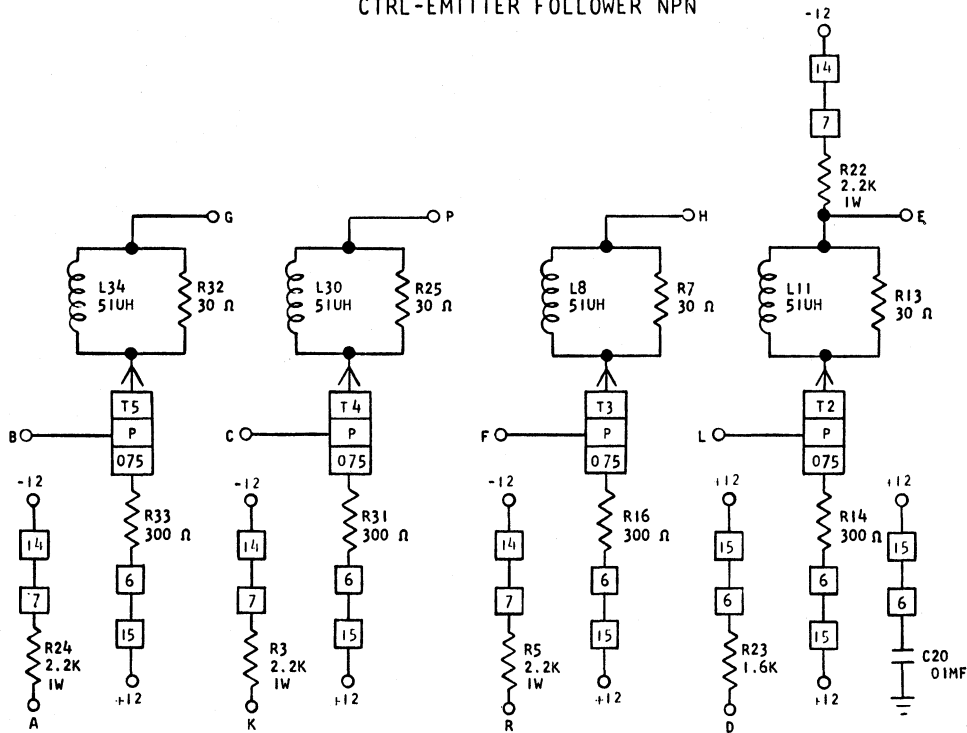 CTRL-EMITTER FOLLOWER NPN
-12
14
7
R22
2.2K
1W
G
P
H
E
L34
51UH
R32
30 Ω
L30
51UH
R25
30 Ω
L8
51UH
R7
30 Ω
L11
51UH
R13
30 Ω
B
T5
P
075
C
T4
P
075
F
T3
P
075
L
T2
P
075
-12
14
7
R24
2.2K
1W
A
R33
300 Ω
6
15
+12
-12
14
7
R3
2.2K
1W
K
R31
300 Ω
6
15
+12
-12
14
7
R5
2.2K
1W
R
R16
300 Ω
6
15
+12
+12
15
6
R23
1.6K
D
R14
300 Ω
6
15
+12
+12
15
6
C20
01MF